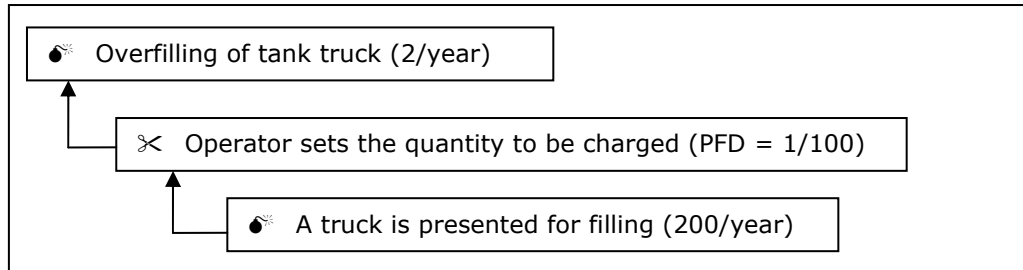 Overfilling of tank truck (2/year)
Operator sets the quantity to be charged (PFD = 1/100)
A truck is presented for filling (200/year)